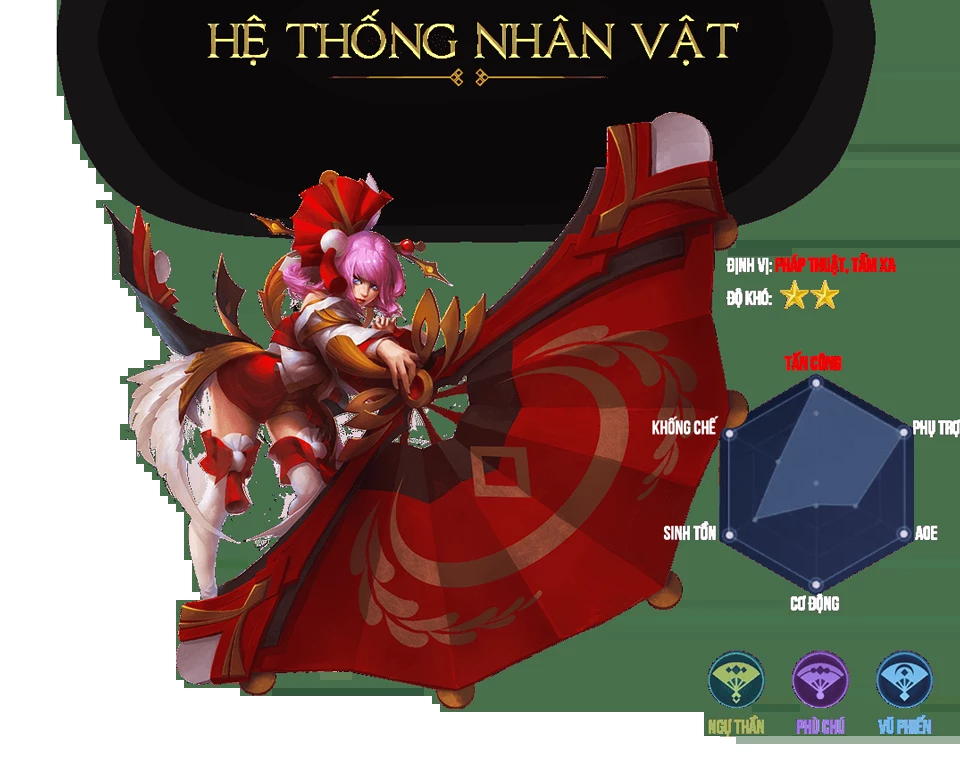 HỆ THỐNG NHÂN VẬT
ĐỊNH VỊ: PHÁP THUẬT, TẦM XA
ĐỘ KHÓ:
TẤN CÔNG
KHỐNG CHẾ
PHỤ TRỢ
SINH TỒN
AOE
CƠ ĐỘNG
NGỰ THẦN
PHÙ CHÚ
VŨ PHIẾN